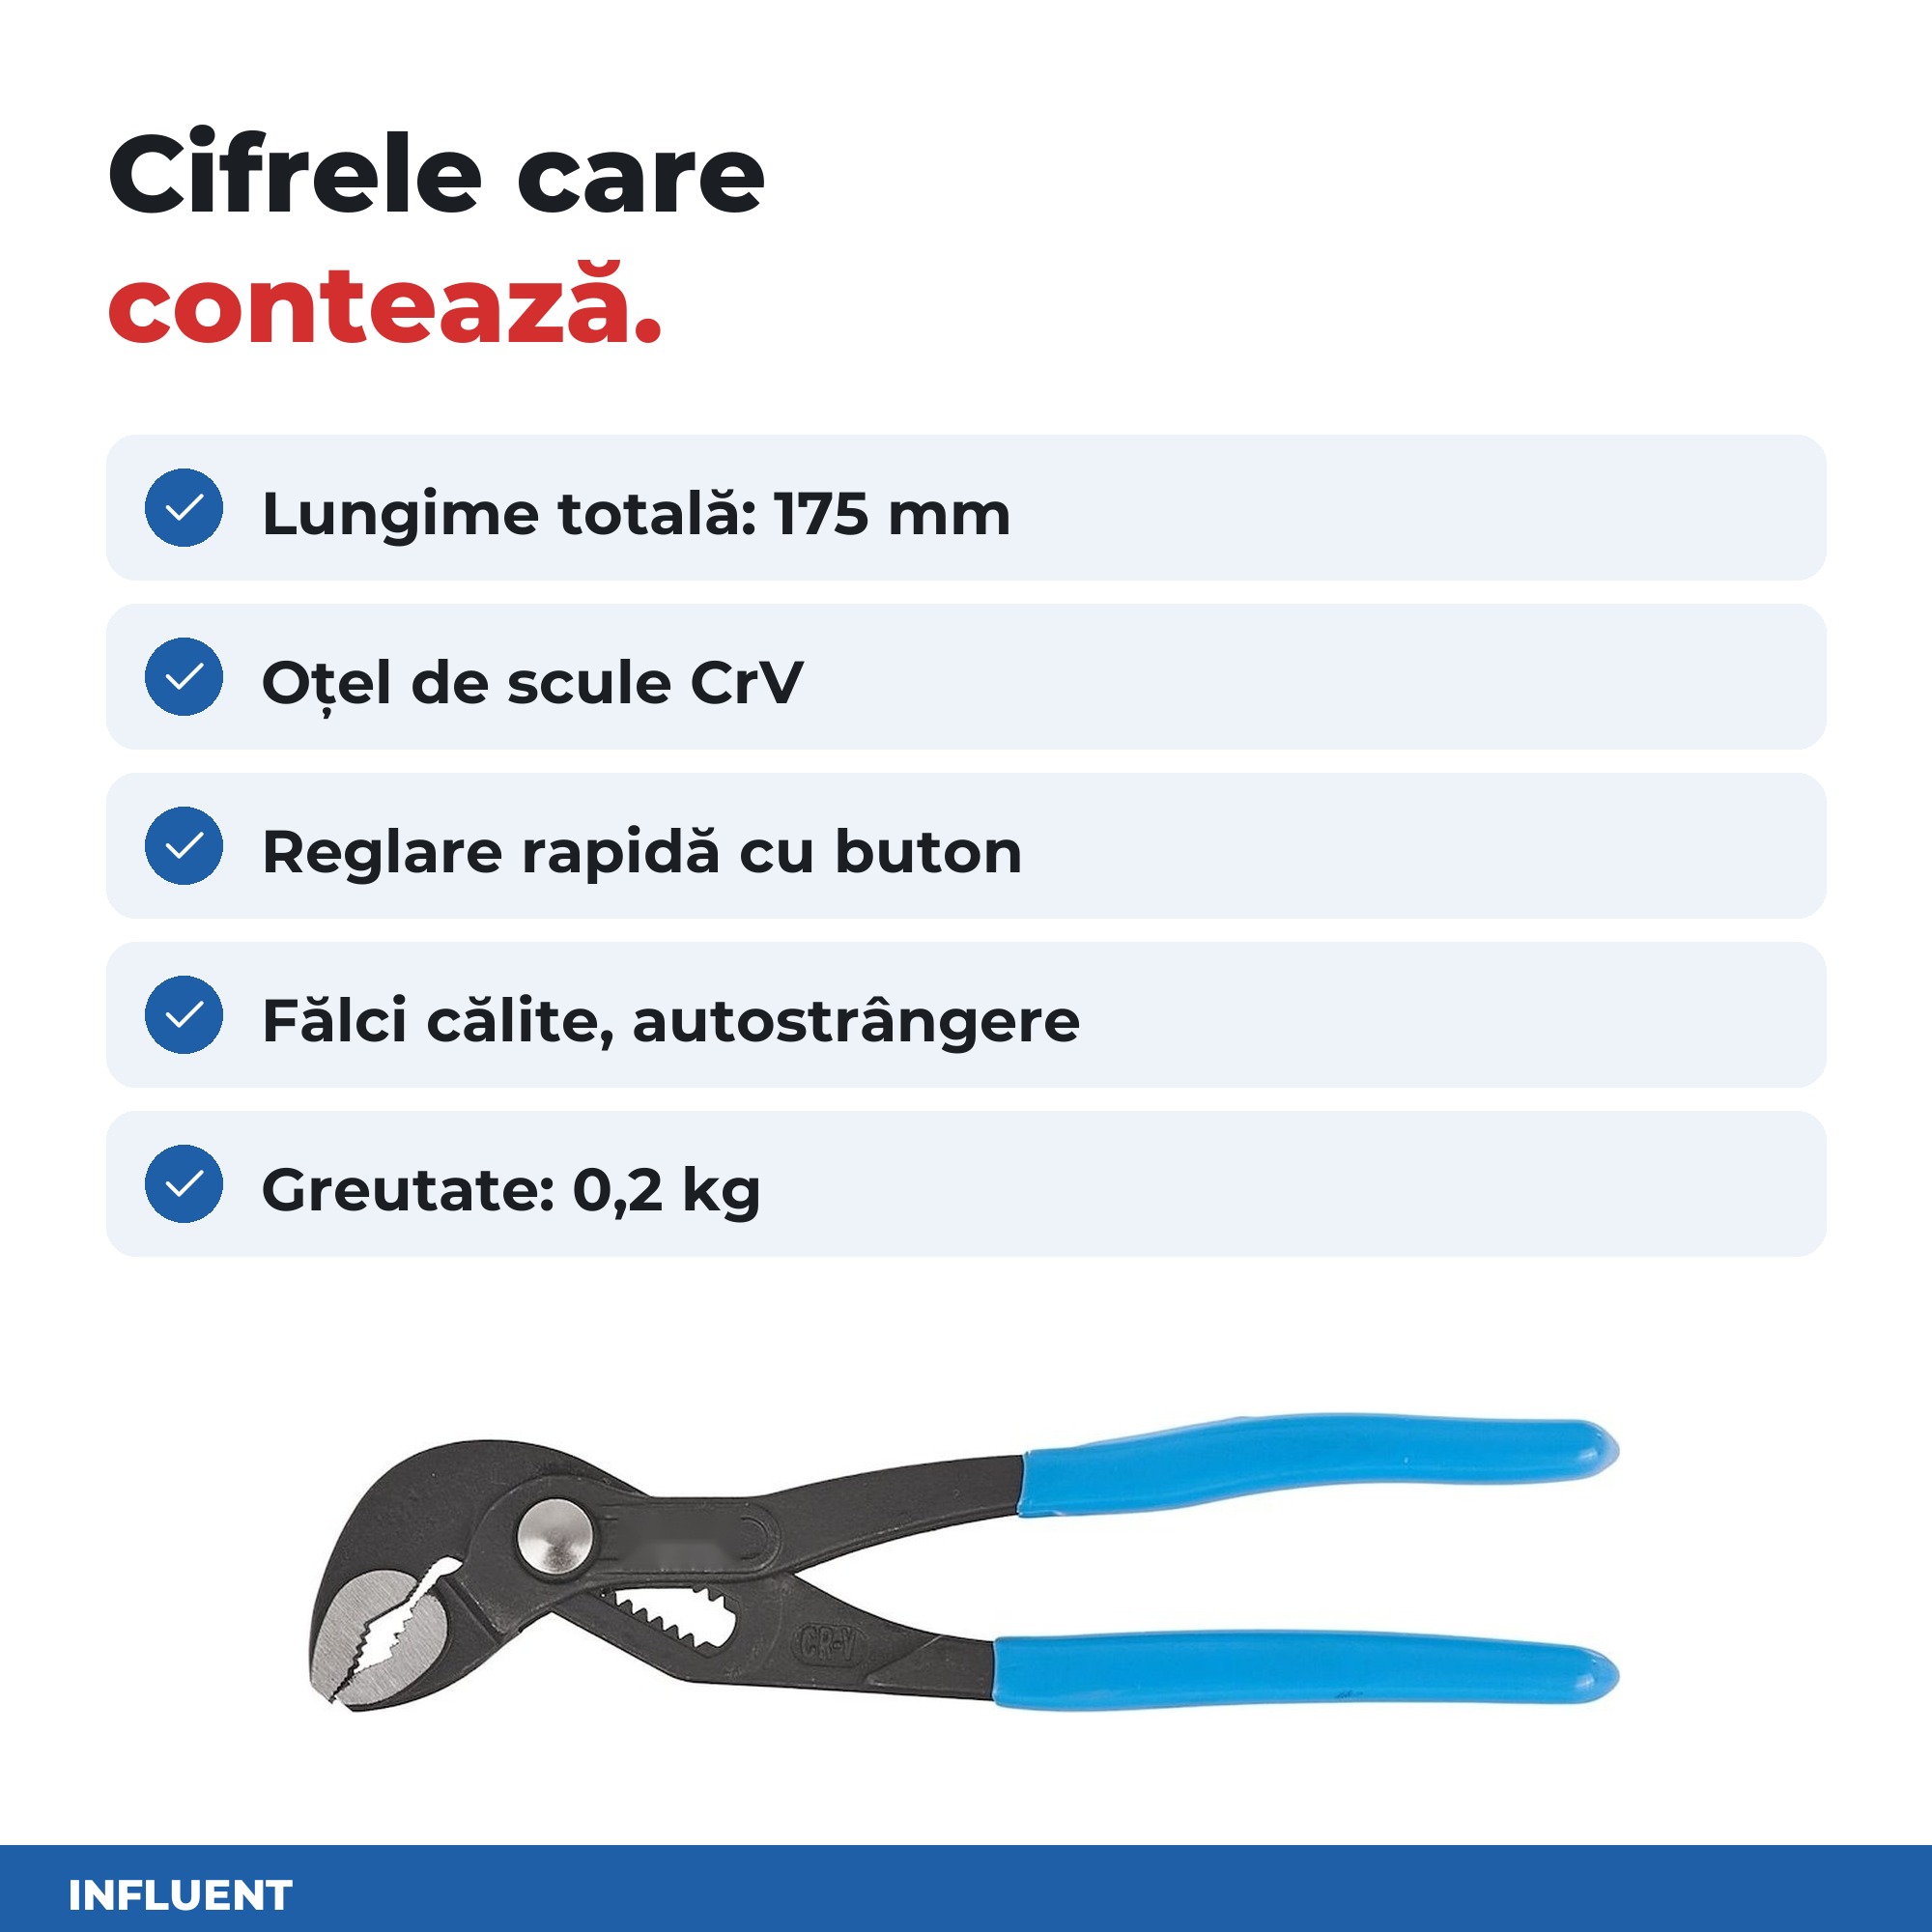 Cifrele care
contează.
Lungime totală: 175 mm
Oțel de scule CrV
Reglare rapidă cu buton
Fălci călite, autostrângere
Greutate: 0,2 kg
CR-V
INFLUENT